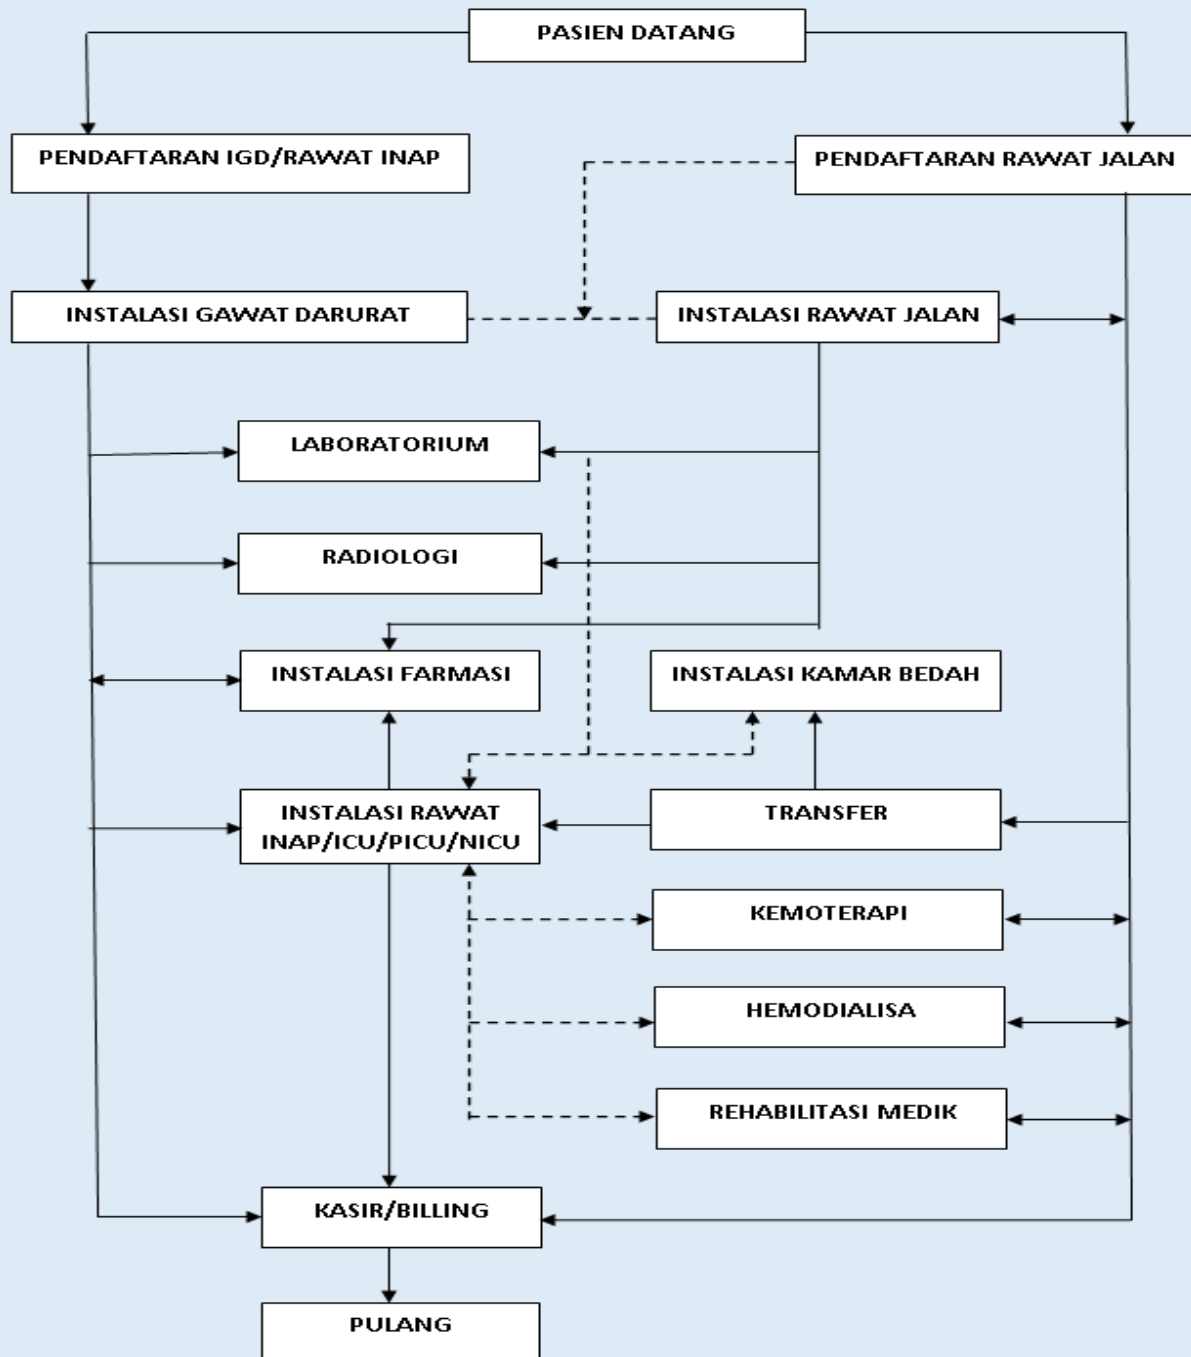 PASIEN DATANG
PENDAFTARAN IGD/RAWAT INAP
PENDAFTARAN RAWAT JALAN
INSTALASI GAWAT DARURAT
INSTALASI RAWAT JALAN
LABORATORIUM
RADIOLOGI
INSTALASI FARMASI
INSTALASI KAMAR BEDAH
INSTALASI RAWAT
INAP/ICU/PICU/NICU
TRANSFER
KEMOTERAPI
HEMODIALISA
REHABILITASI MEDIK
KASIR/BILLING
PULANG